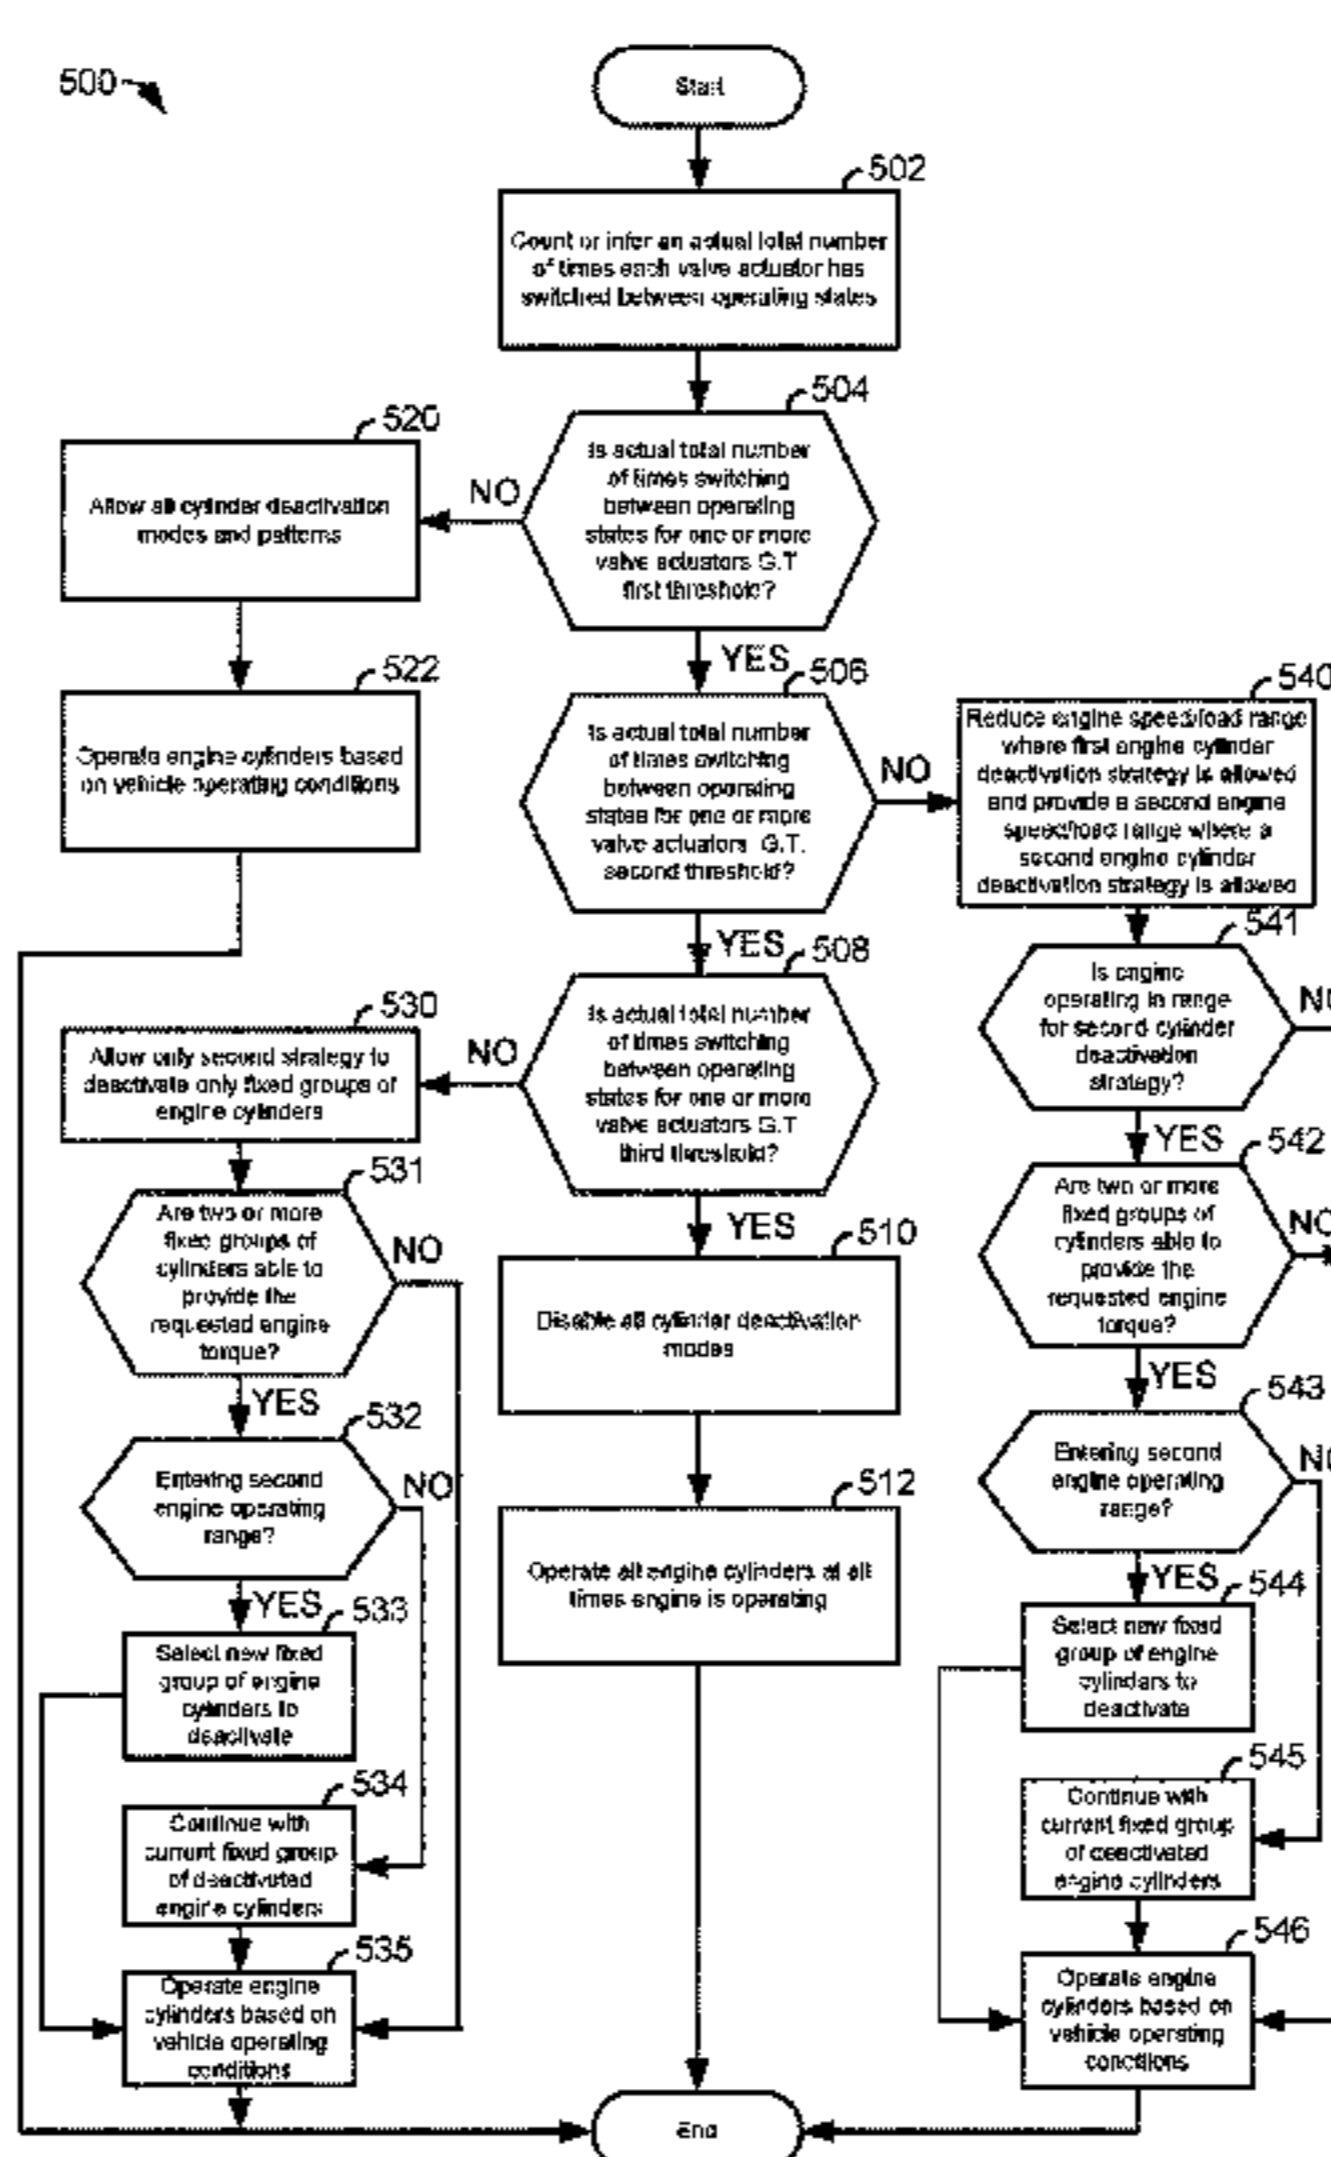 500
Start
502
Count or infer an actual total number
of times each valve actuator has
switched between operating states
504
Is actual total number
of times switching
between operating
states for one or more
valve actuators G.T
first threshold?
NO
520
Allow all cylinder deactivation
modes and patterns
522
Operate engine cylinders based
on vehicle operating conditions
YES
506
Is actual total number
of times switching
between operating
states for one or more
valve actuators G.T.
second threshold?
NO
540
Reduce engine speed/load range
where first engine cylinder
deactivation strategy is allowed
and provide a second engine
speed/load range where a
second engine cylinder
deactivation strategy is allowed
YES
508
Is actual total number
of times switching
between operating
states for one or more
valve actuators G.T
third threshold?
NO
530
Allow only second strategy to
deactivate only fixed groups of
engine cylinders
531
Are two or more
fixed groups of
cylinders able to
provide the
requested engine
torque?
NO
YES
532
Entering second
engine operating
range?
NO
YES
533
Select new fixed
group of engine
cylinders to
deactivate
534
Continue with
current fixed group
of deactivated
engine cylinders
535
Operate engine
cylinders based on
vehicle operating
conditions
YES
510
Disable all cylinder deactivation
modes
512
Operate all engine cylinders at all
times engine is operating
541
Is engine
operating in range
for second cylinder
deactivation
strategy?
NO
YES
542
Are two or more
fixed groups of
cylinders able to
provide the
requested engine
torque?
NO
YES
543
Entering second
engine operating
range?
NO
YES
544
Select new fixed
group of engine
cylinders to
deactivate
545
Continue with
current fixed group
of deactivated
engine cylinders
546
Operate engine
cylinders based on
vehicle operating
conditions
End